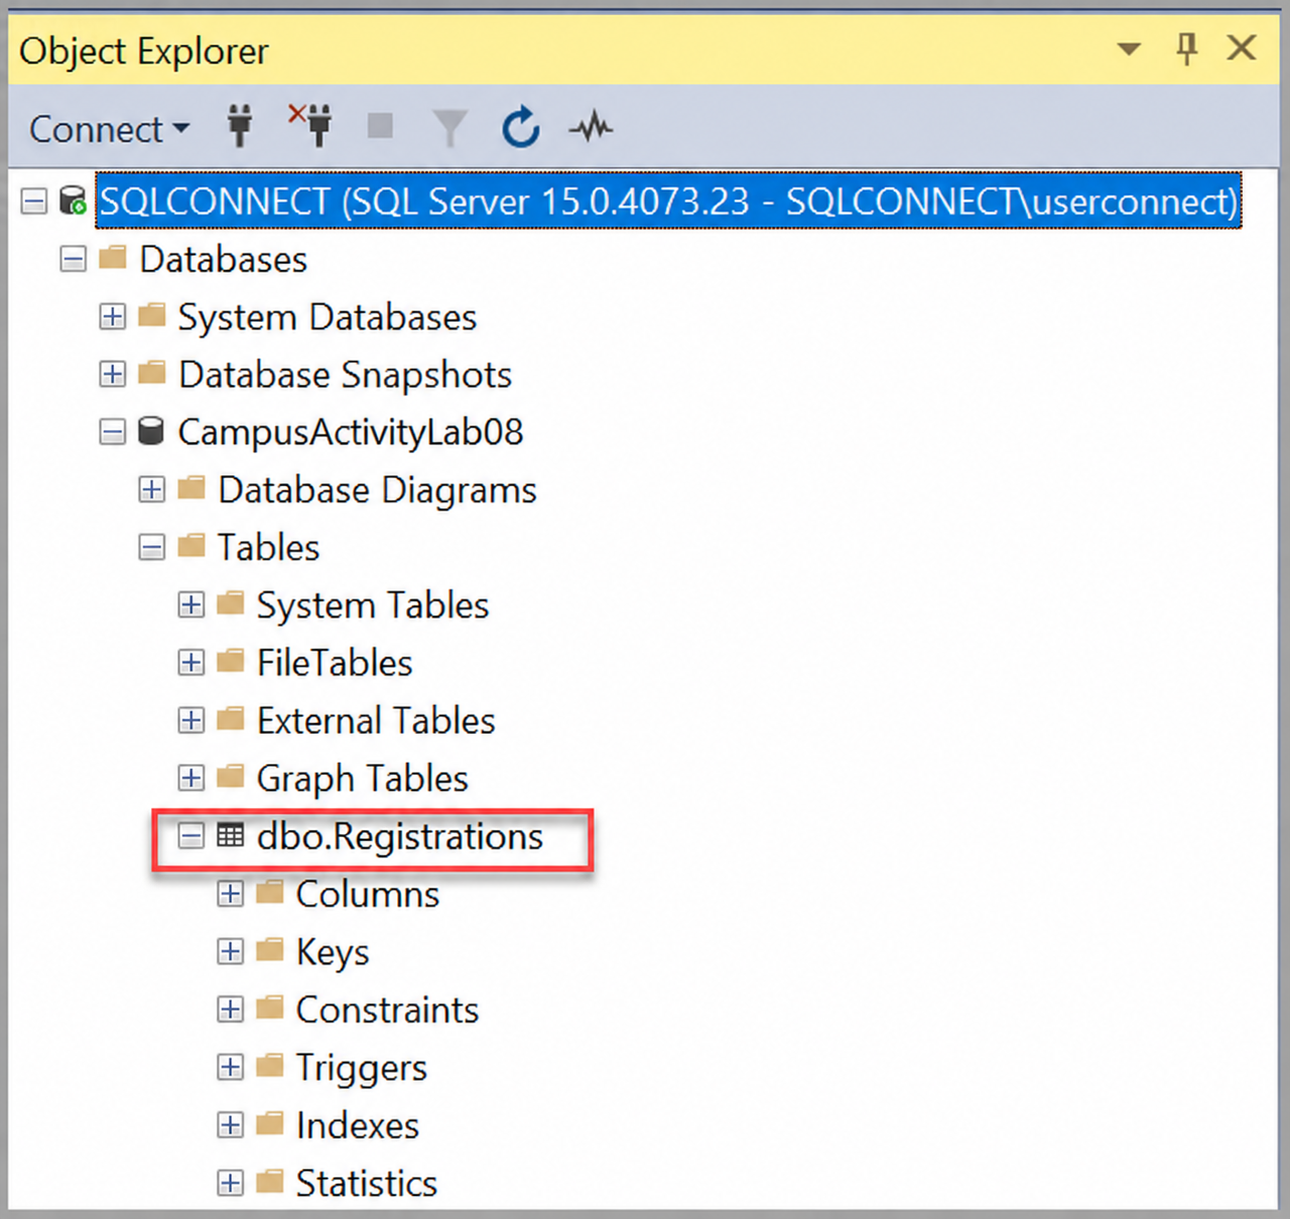 Object Explorer
Connect
SQLCONNECT (SQL Server 15.0.4073.23 - SQLCONNECT\userconnect)
Databases
System Databases
Database Snapshots
CampusActivityLab08
Database Diagrams
Tables
System Tables
FileTables
External Tables
Graph Tables
dbo.Registrations
Columns
Keys
Constraints
Triggers
Indexes
Statistics